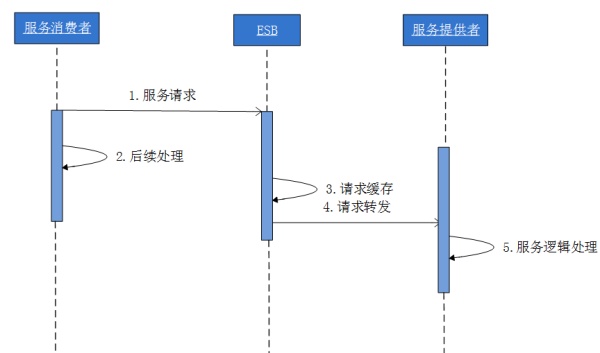 服务消费者
ESB
服务提供者
1.服务请求
2.后续处理
3.请求缓存
4.请求转发
5.服务逻辑处理